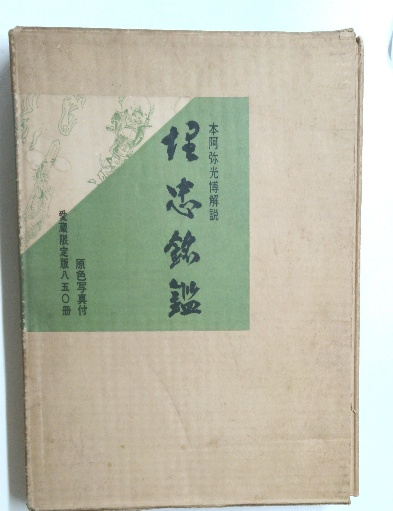 本阿弥光博解説
埋忠銘鑑
原色写真付
愛蔵限定版八五〇冊